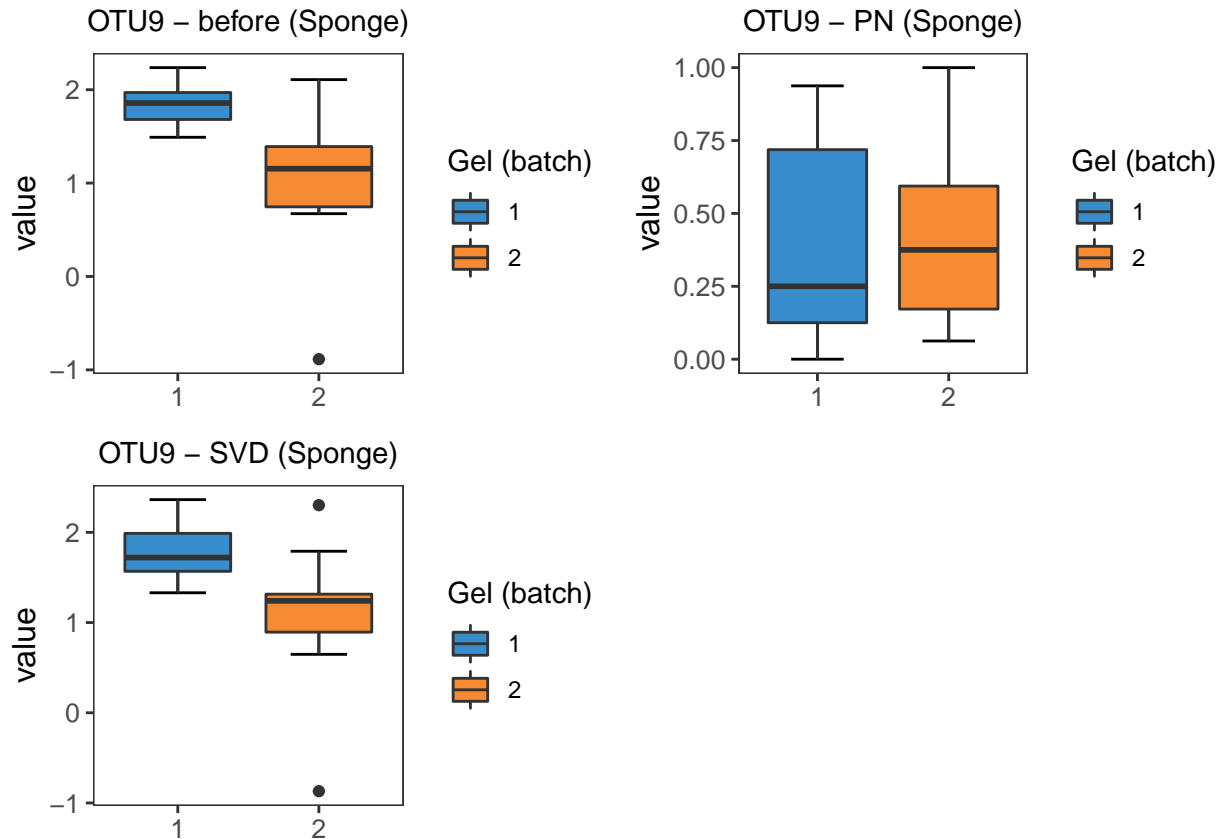 OTU9 – before (Sponge)
value
2
1
0
−1
1
2
Gel (batch)
1
2
OTU9 – PN (Sponge)
value
1.00
0.75
0.50
0.25
0.00
1
2
Gel (batch)
1
2
OTU9 – SVD (Sponge)
value
2
1
0
−1
1
2
Gel (batch)
1
2